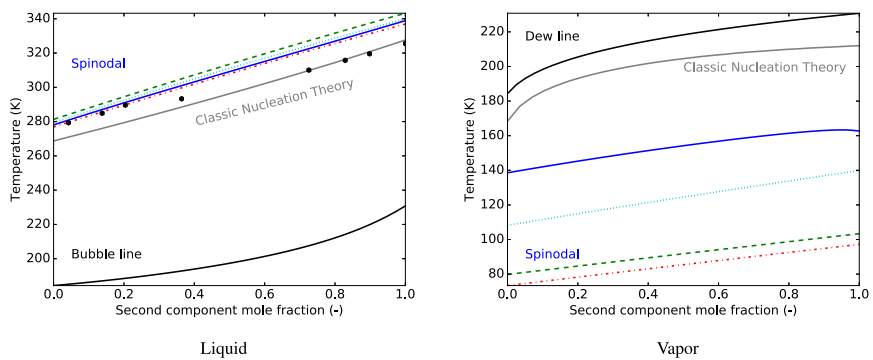 340
320
300
280
260
240
220
200
Temperature (K)
Spinodal
Classic Nucleation Theory
Bubble line
0.0 0.2 0.4 0.6 0.8 1.0
Second component mole fraction (-)
Liquid
220
200
180
160
140
120
100
80
Temperature (K)
Dew line
Classic Nucleation Theory
Spinodal
0.0 0.2 0.4 0.6 0.8 1.0
Second component mole fraction (-)
Vapor